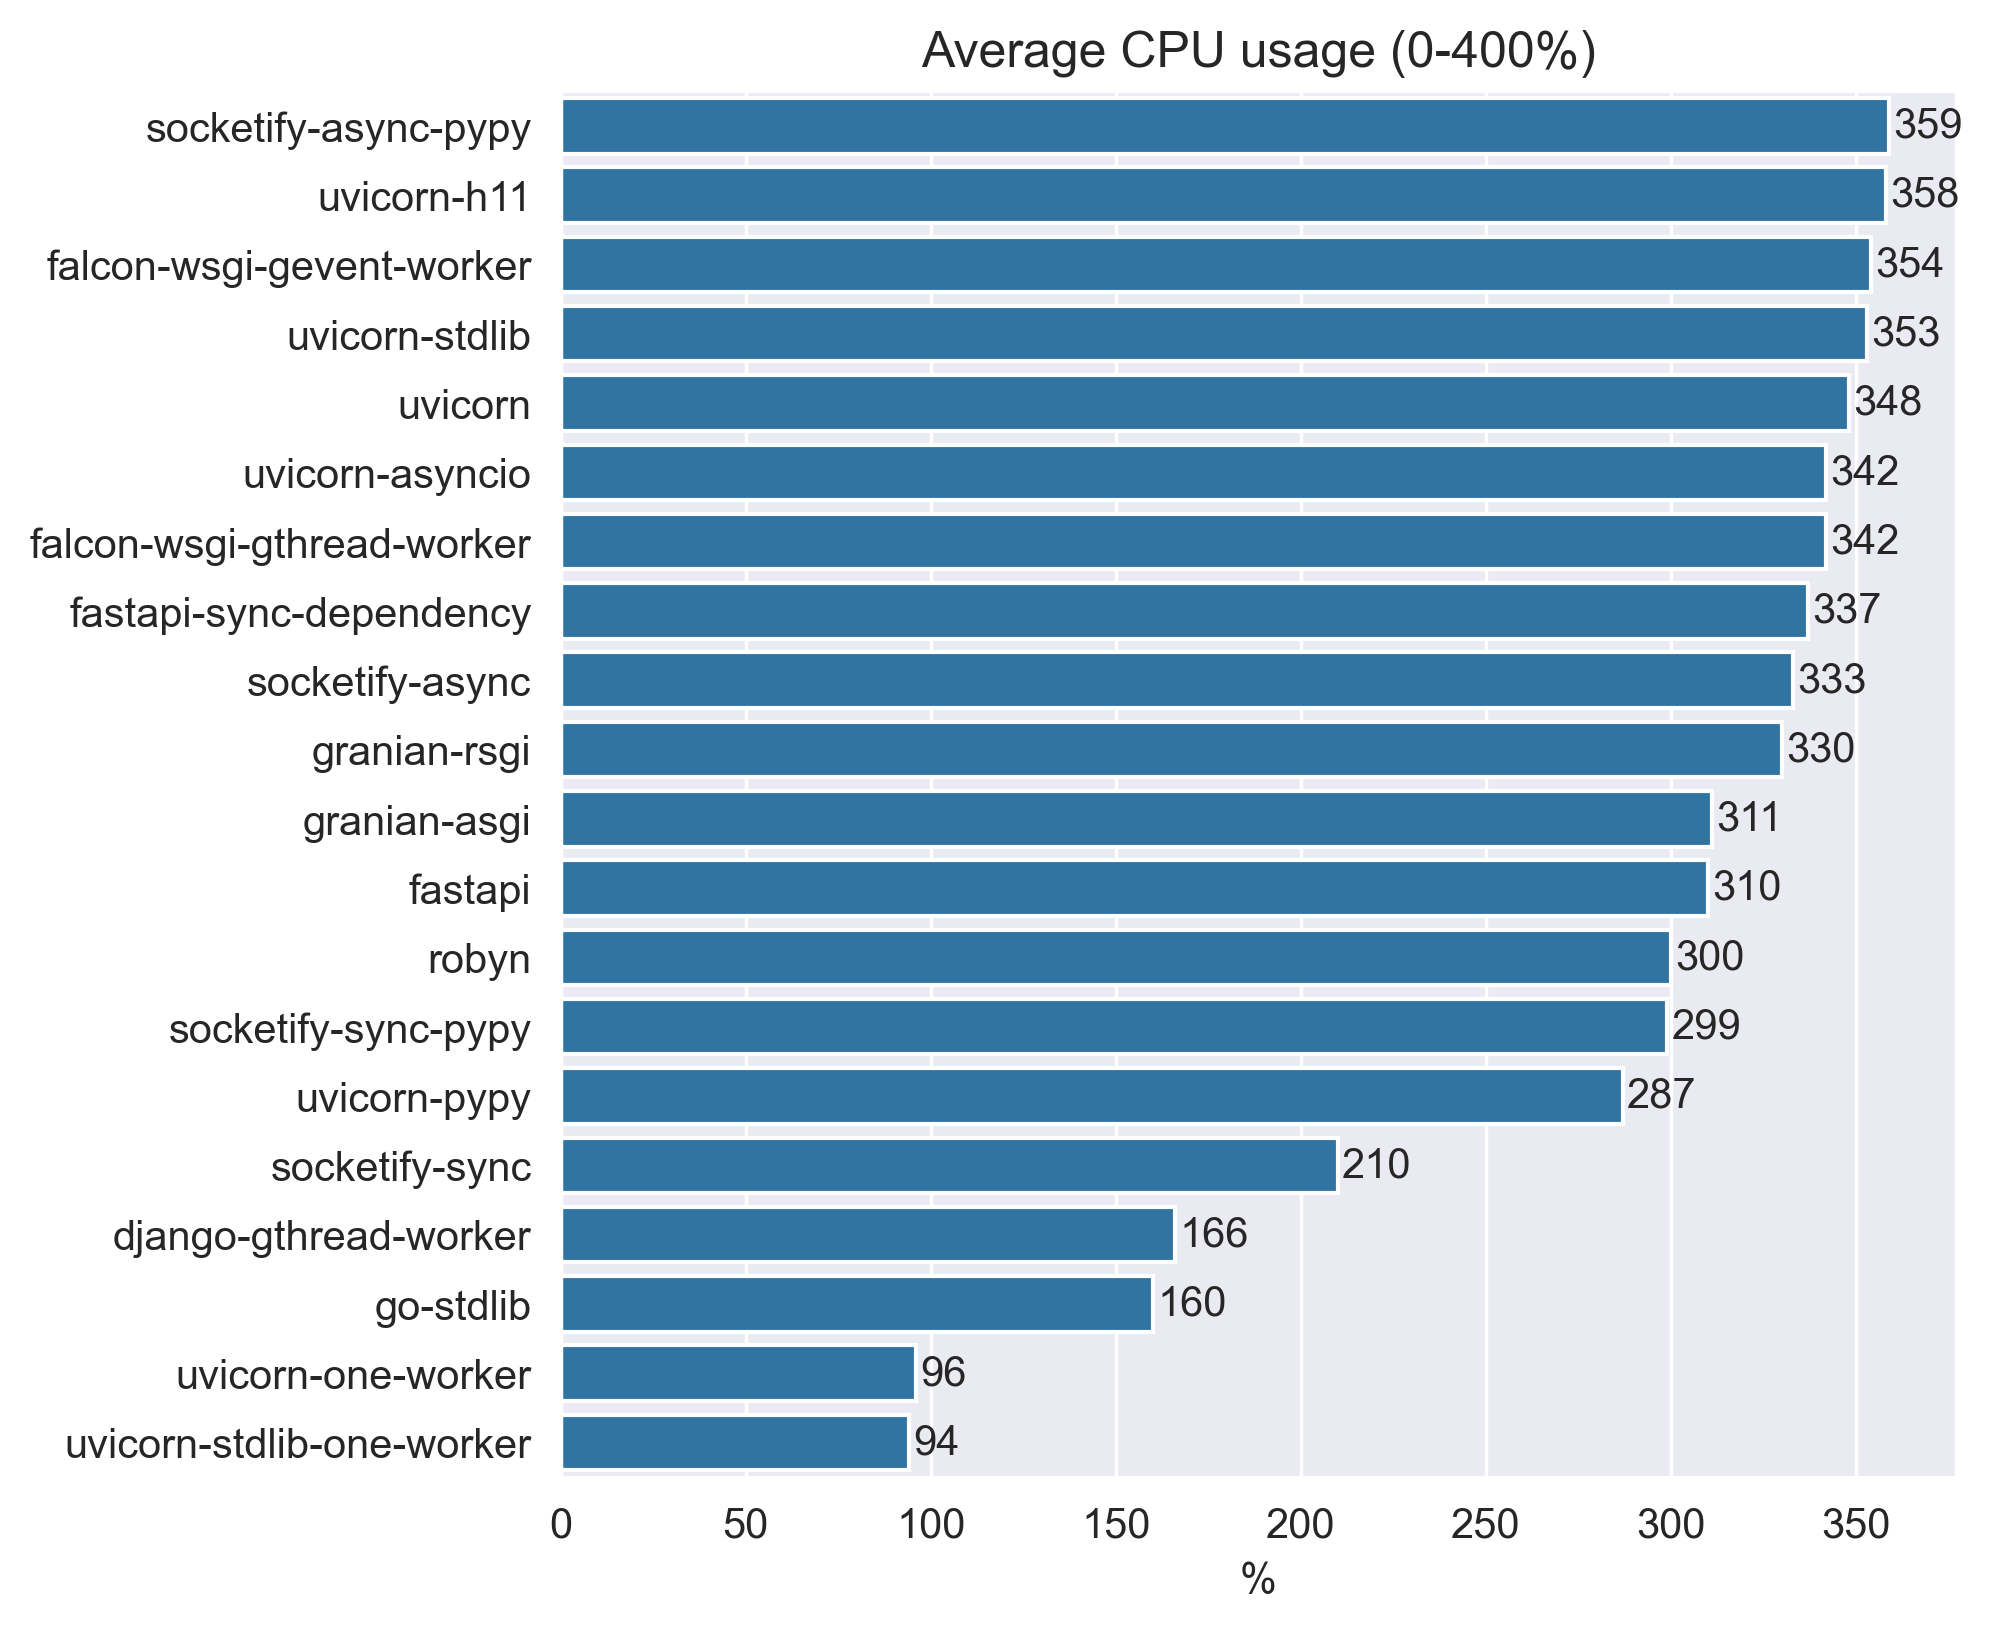 Average CPU usage (0-400%)
socketify-async-pypy 359
uvicorn-h11 358
falcon-wsgi-gevent-worker 354
uvicorn-stdlib 353
uvicorn 348
uvicorn-asyncio 342
falcon-wsgi-gthread-worker 342
fastapi-sync-dependency 337
socketify-async 333
granian-rsgi 330
granian-asgi 311
fastapi 310
robyn 300
socketify-sync-pypy 299
uvicorn-pypy 287
socketify-sync 210
django-gthread-worker 166
go-stdlib 160
uvicorn-one-worker 96
uvicorn-stdlib-one-worker 94
0 50 100 150 200 250 300 350
%